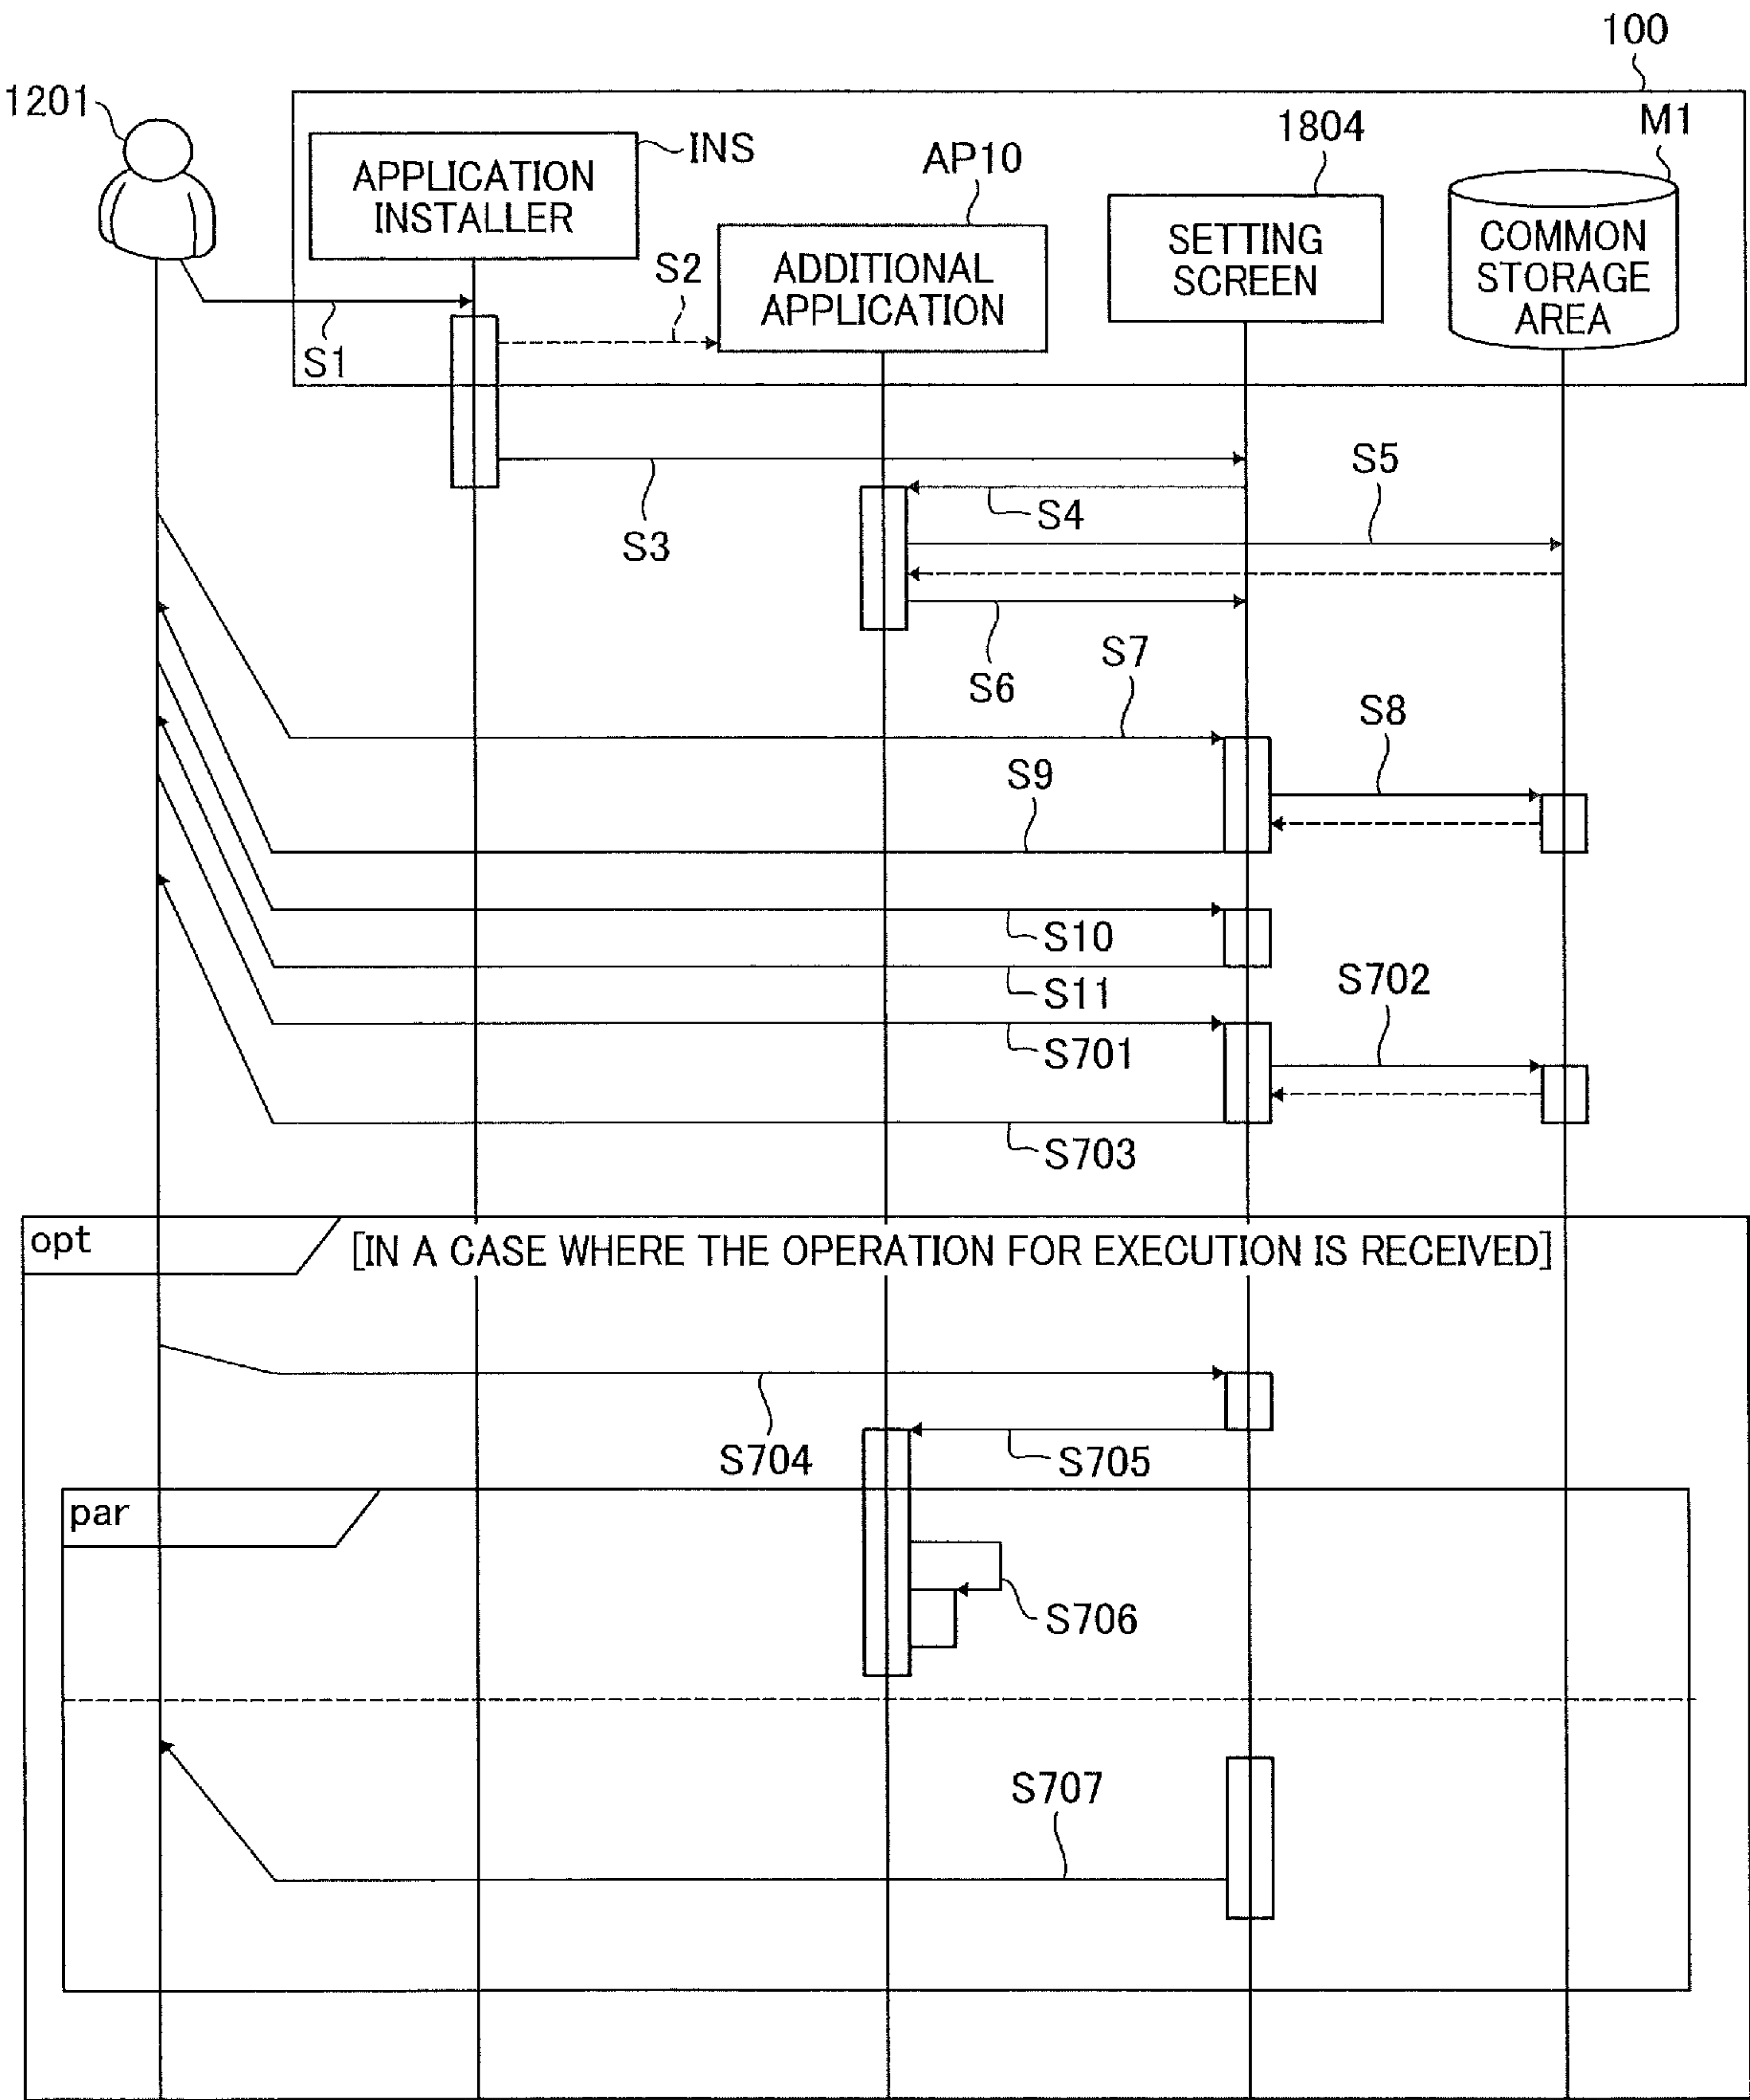 100
1201
M1
1804
INS
AP10
APPLICATION
INSTALLER
SETTING
SCREEN
COMMON
STORAGE
AREA
S2
ADDITIONAL
APPLICATION
S1
S5
S4
S3
S7
S6
S8
S9
S10
S702
S11
S701
S703
opt
[IN A CASE WHERE THE OPERATION FOR EXECUTION IS RECEIVED]
S704
S705
par
S706
S707